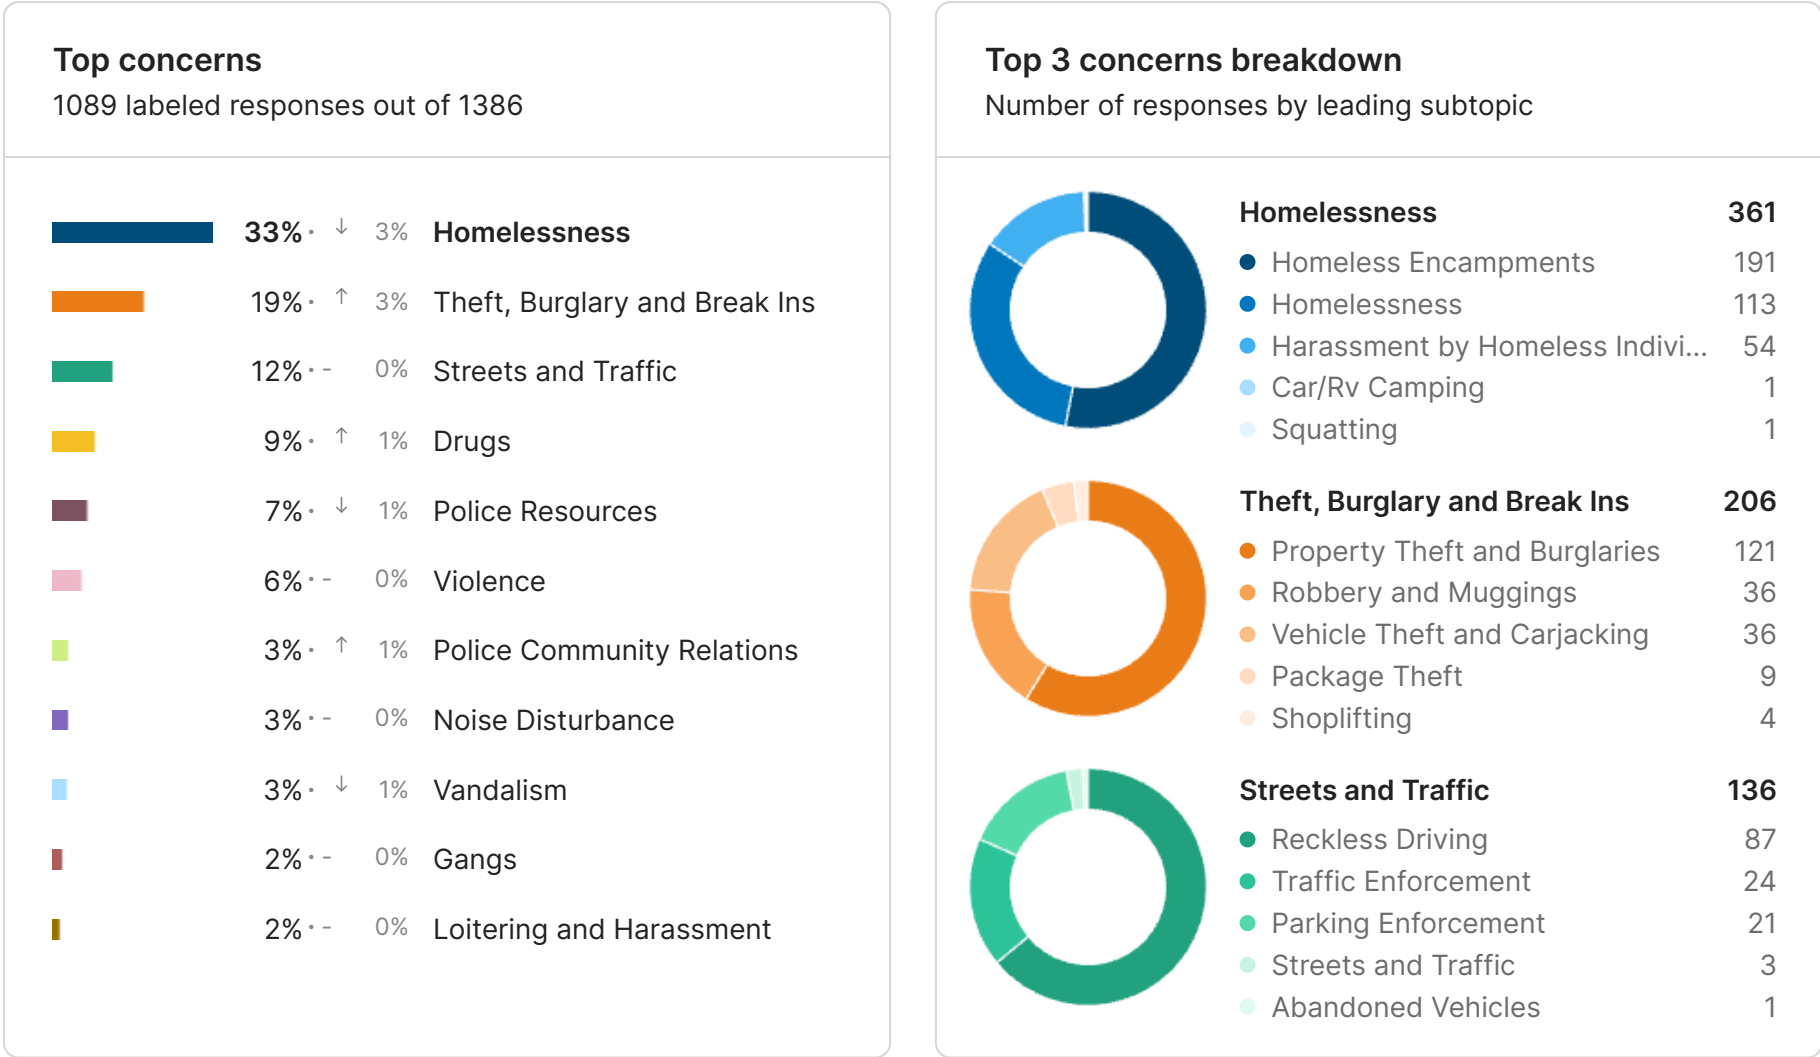 Top concerns
1089 labeled responses out of 1386
33% · ↓ 3% Homelessness
19% · ↑ 3% Theft, Burglary and Break Ins
12% · - 0% Streets and Traffic
9% · ↑ 1% Drugs
7% · ↓ 1% Police Resources
6% · - 0% Violence
3% · ↑ 1% Police Community Relations
3% · - 0% Noise Disturbance
3% · ↓ 1% Vandalism
2% · - 0% Gangs
2% · - 0% Loitering and Harassment
Top 3 concerns breakdown
Number of responses by leading subtopic
Homelessness 361
Homeless Encampments 191
Homelessness 113
Harassment by Homeless Indivi... 54
Car/Rv Camping 1
Squatting 1
Theft, Burglary and Break Ins 206
Property Theft and Burglaries 121
Robbery and Muggings 36
Vehicle Theft and Carjacking 36
Package Theft 9
Shoplifting 4
Streets and Traffic 136
Reckless Driving 87
Traffic Enforcement 24
Parking Enforcement 21
Streets and Traffic 3
Abandoned Vehicles 1